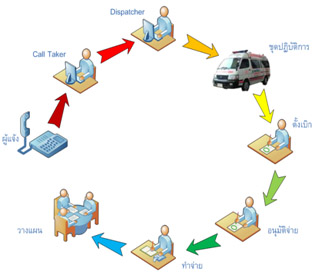 Dispatcher
Call Taker
ชุดปฏิบัติการ
ผู้แจ้ง
ตั้งเบิก
วางแผน
อนุมัติจ่าย
ทำจ่าย